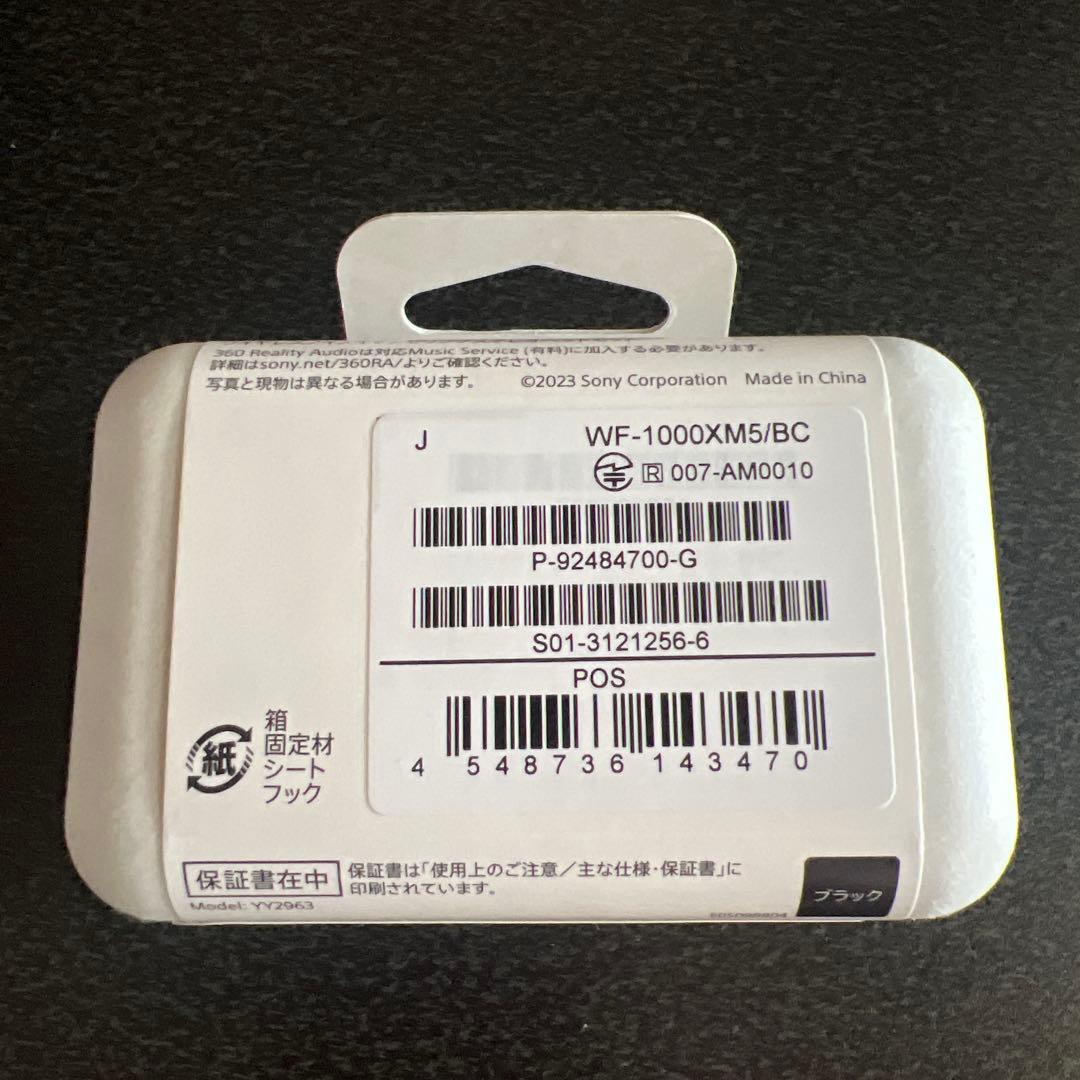 360 Reality Audioは対応Music Service (有料)に加入する必要があります。
詳細はsony.net/360RA/よりご確認ください。
写真と現物は異なる場合があります。 ©2023 Sony Corporation Made in China
J WF-1000XM5/BC
R 007-AM0010
P-92484700-G
S01-3121256-6
POS
4 548736 143470
紙
箱
固定材
シート
フック
保証書在中
保証書は「使用上のご注意／主な仕様・保証書」に
印刷されています。
Model: YY2963
ブラック